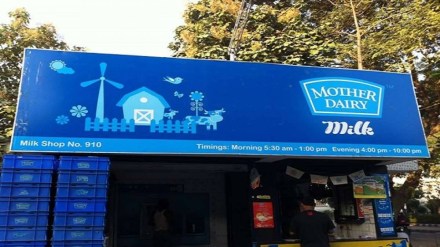 MOTHER
DAIRY
Milk
Milk Shop No. 910
Timings: Morning 5:30 am - 1:00 pm Evening 4:00 pm - 10:00 pm